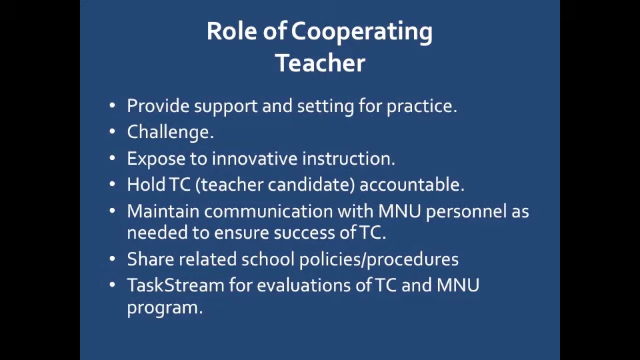 Role of Cooperating
Teacher
• Provide support and setting for practice.
• Challenge.
• Expose to innovative instruction.
• Hold TC (teacher candidate) accountable.
• Maintain communication with MNU personnel as
needed to ensure success of TC.
• Share related school policies/procedures
• TaskStream for evaluations of TC and MNU
program.